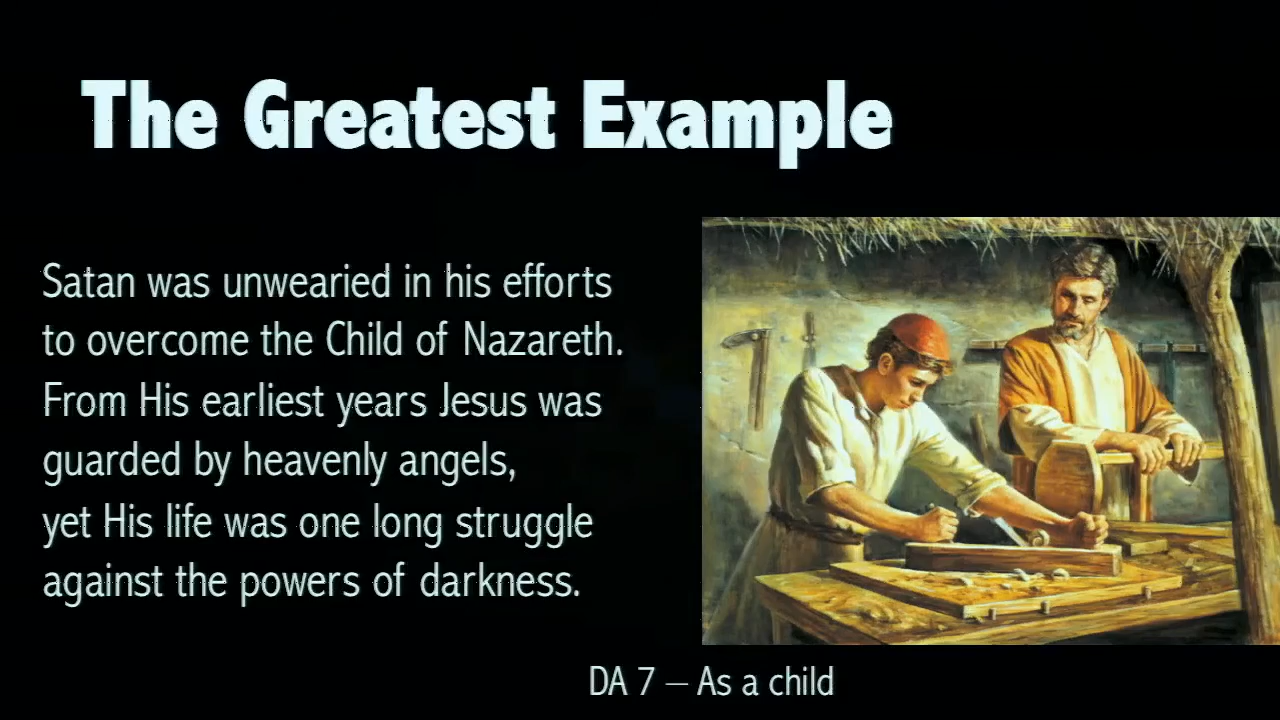 The Greatest Example
Satan was unwearied in his efforts
to overcome the Child of Nazareth.
From His earliest years Jesus was
guarded by heavenly angels,
yet His life was one long struggle
against the powers of darkness.
DA 7 – As a child